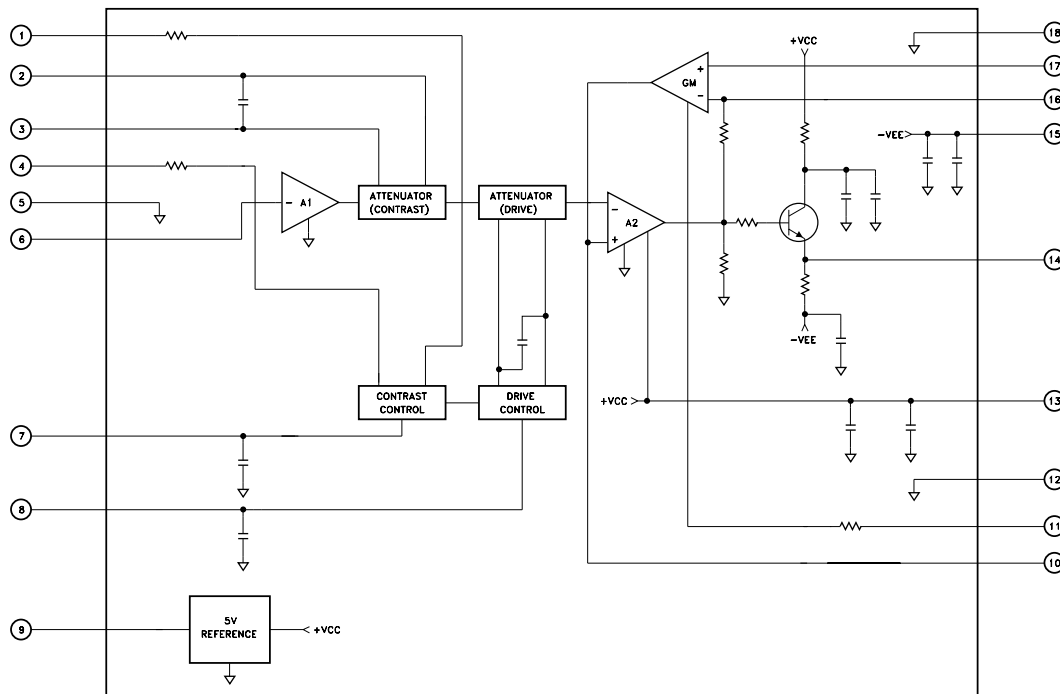 1
18
+VCC
17
+
GM
2
−
16
3
−VEE
15
4
− A1
ATTENUATOR
(CONTRAST)
ATTENUATOR
(DRIVE)
5
−
A2
+
6
14
−VEE
CONTRAST
CONTROL
DRIVE
CONTROL
+VCC
13
7
12
8
11
10
9
5V
REFERENCE
+VCC